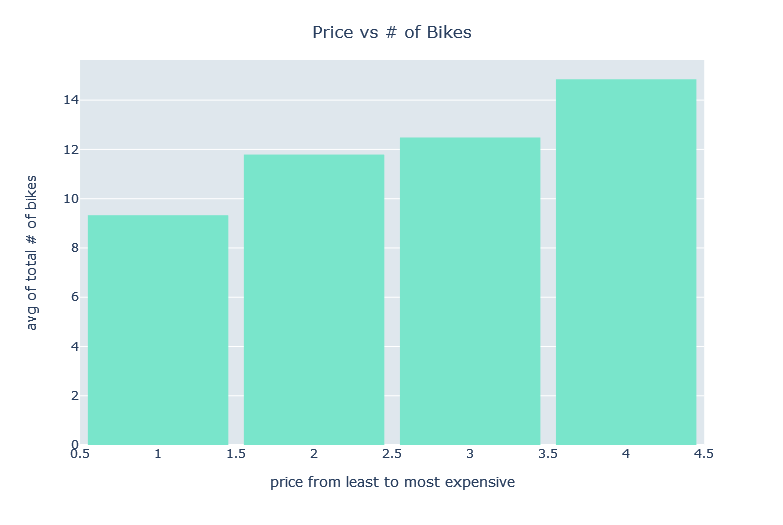 Price vs # of Bikes
14
12
10
8
6
4
2
0
avg of total # of bikes
0.5 1 1.5 2 2.5 3 3.5 4 4.5
price from least to most expensive